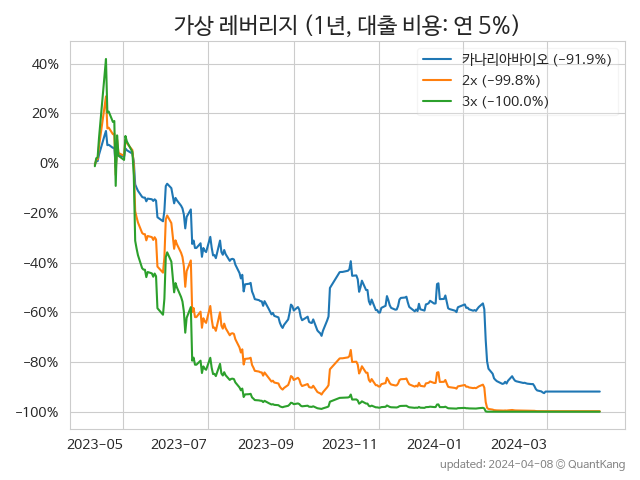 가상 레버리지 (1년, 대출 비용: 연 5%)
카나리아바이오 (−91.9%)
2x (−99.8%)
3x (−100.0%)
40%
20%
0%
−20%
−40%
−60%
−80%
−100%
2023-05 2023-07 2023-09 2023-11 2024-01 2024-03
updated: 2024-04-08 © QuantKang